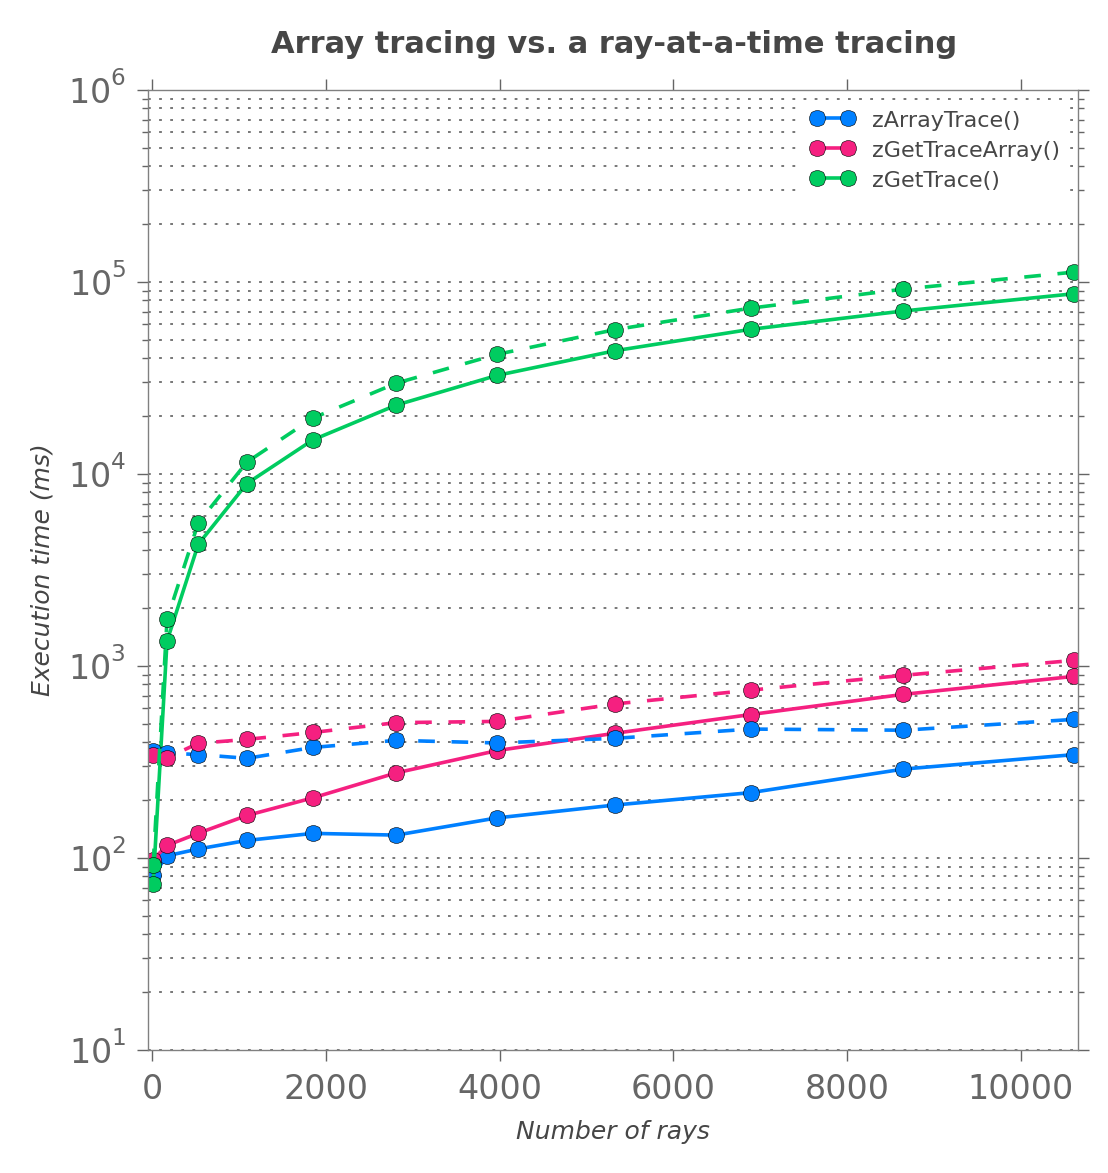 Array tracing vs. a ray-at-a-time tracing
10^6
10^5
10^4
10^3
10^2
10^1
Execution time (ms)
zArrayTrace()
zGetTraceArray()
zGetTrace()
0 2000 4000 6000 8000 10000
Number of rays